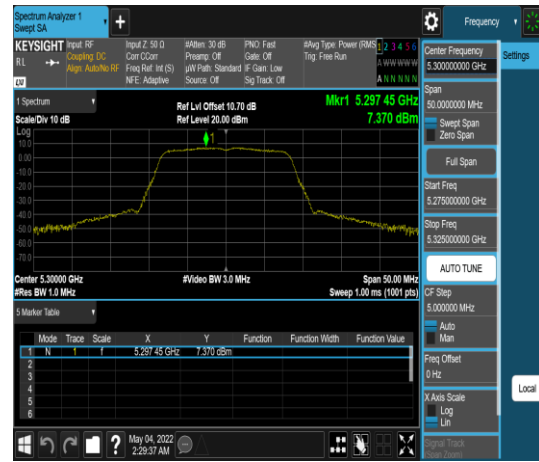 Spectrum Analyzer 1
Swept SA
+
Frequency
KEYSIGHT
RL
LXI
Input: RF
Coupling: DC
Align: Auto/No RF
Input Z: 50 Ω
Corr CCorr
Freq Ref: Int (S)
NFE: Adaptive
#Atten: 30 dB
Preamp: Off
µW Path: Standard
Source: Off
PNO: Fast
Gate: Off
IF Gain: Low
Sig Track: Off
#Avg Type: Power (RMS)
Trig: Free Run
1 2 3 4 5 6
A W W W W W
A N N N N N
1 Spectrum
Scale/Div 10 dB
Ref Lvl Offset 10.70 dB
Ref Level 20.00 dBm
Mkr1 5.297 45 GHz
7.370 dBm
Log
10.0
0.00
-10.0
-20.0
-30.0
-40.0
-50.0
-60.0
-70.0
1
Center 5.30000 GHz
#Res BW 1.0 MHz
#Video BW 3.0 MHz
Span 50.00 MHz
Sweep 1.00 ms (1001 pts)
5 Marker Table
Mode Trace Scale X Y Function Function Width Function Value
1 N 1 f 5.297 45 GHz 7.370 dBm
2
3
4
5
6
?
May 04, 2022
2:29:37 AM
Center Frequency
5.300000000 GHz
Settings
Span
50.0000000 MHz
Swept Span
Zero Span
Full Span
Start Freq
5.275000000 GHz
Stop Freq
5.325000000 GHz
AUTO TUNE
CF Step
5.000000 MHz
Auto
Man
Freq Offset
0 Hz
X Axis Scale
Log
Lin
Local
Signal Track
(Span Zoom)